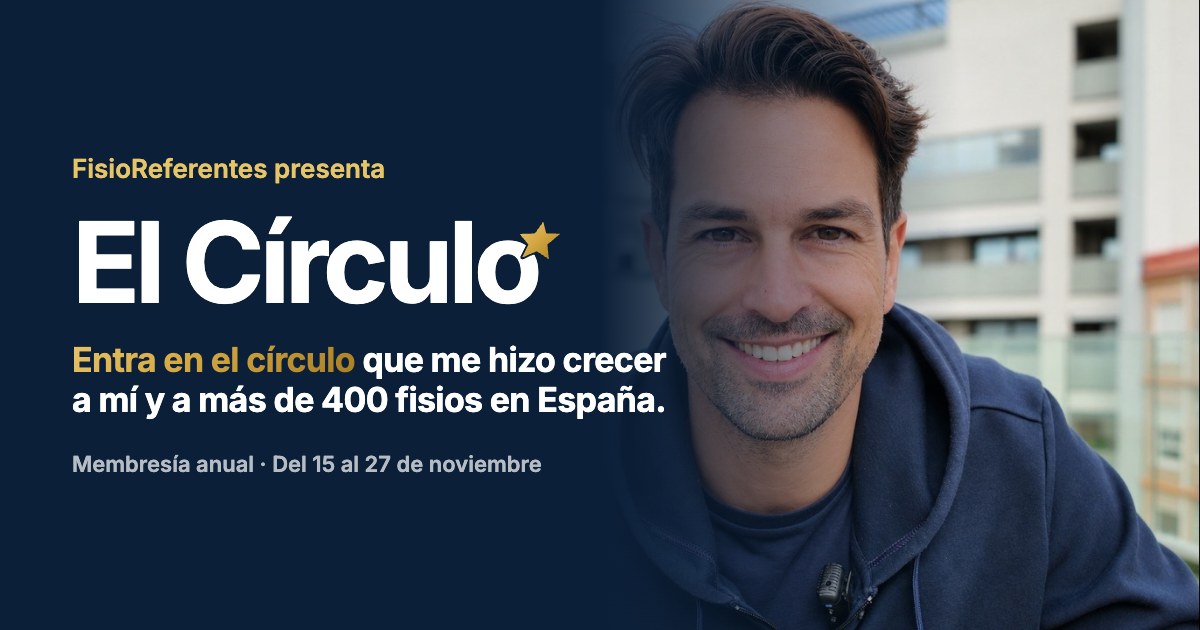 FisioReferentes presenta
El Círculo
Entra en el círculo que me hizo crecer
a mí y a más de 400 fisios en España.
Membresía anual · Del 15 al 27 de noviembre